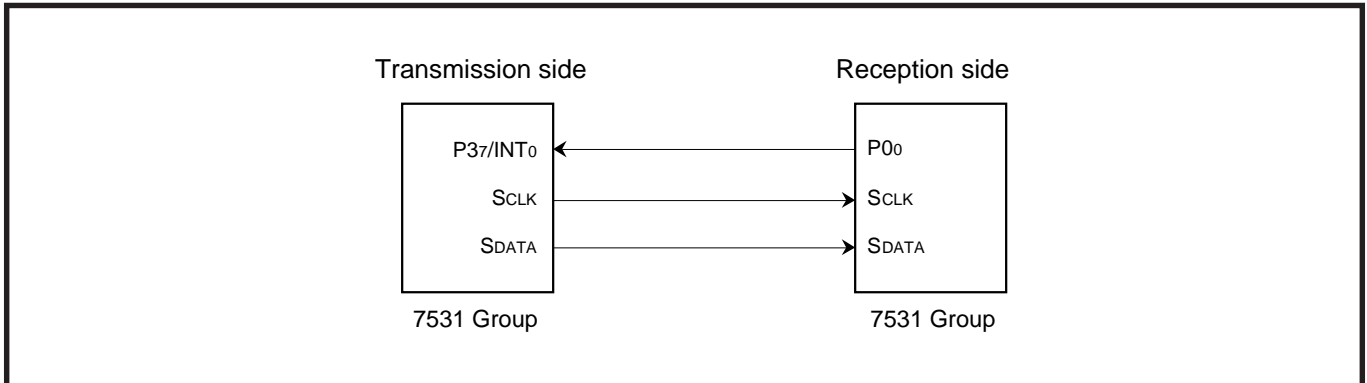 Transmission side
Reception side
P37/INT0
P00
SCLK
SCLK
SDATA
SDATA
7531 Group
7531 Group